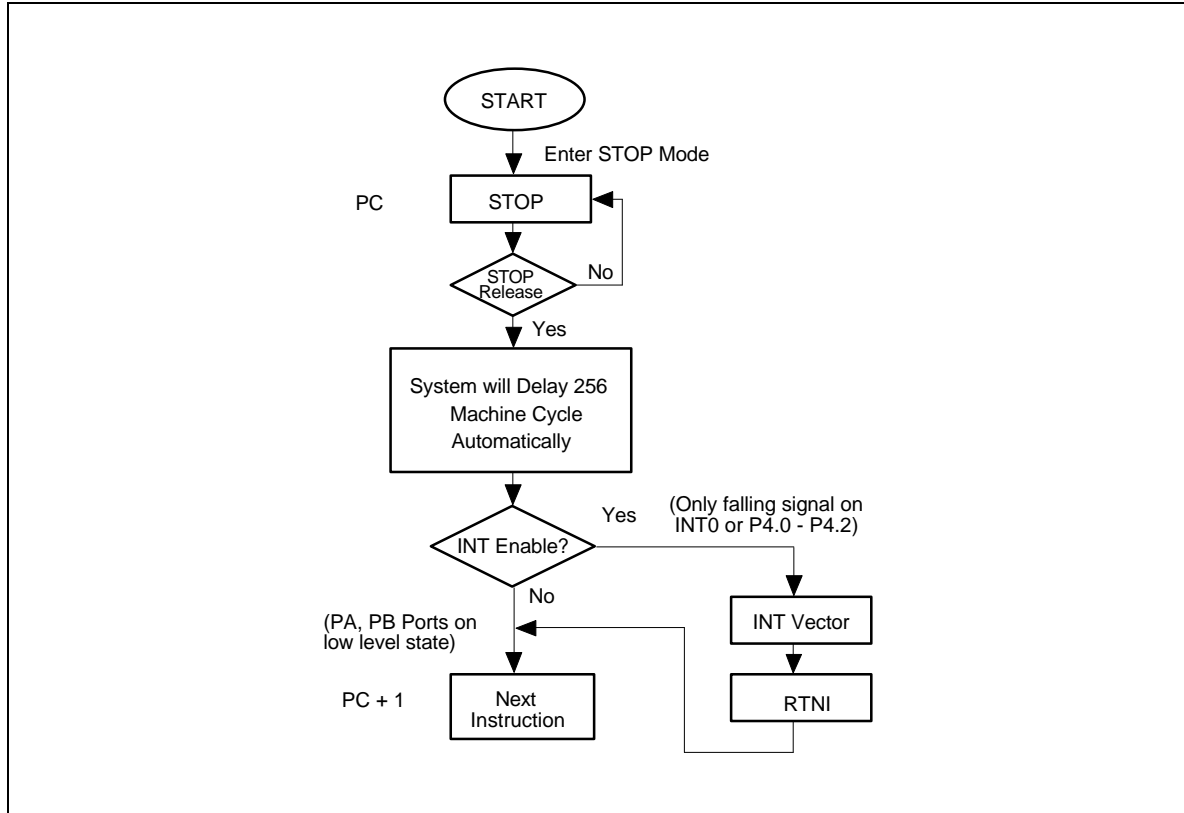 START
Enter STOP Mode
PC
STOP
STOP
Release
No
Yes
System will Delay 256
Machine Cycle
Automatically
INT Enable?
Yes
(Only falling signal on
INT0 or P4.0 - P4.2)
No
(PA, PB Ports on
low level state)
INT Vector
PC + 1
Next
Instruction
RTNI